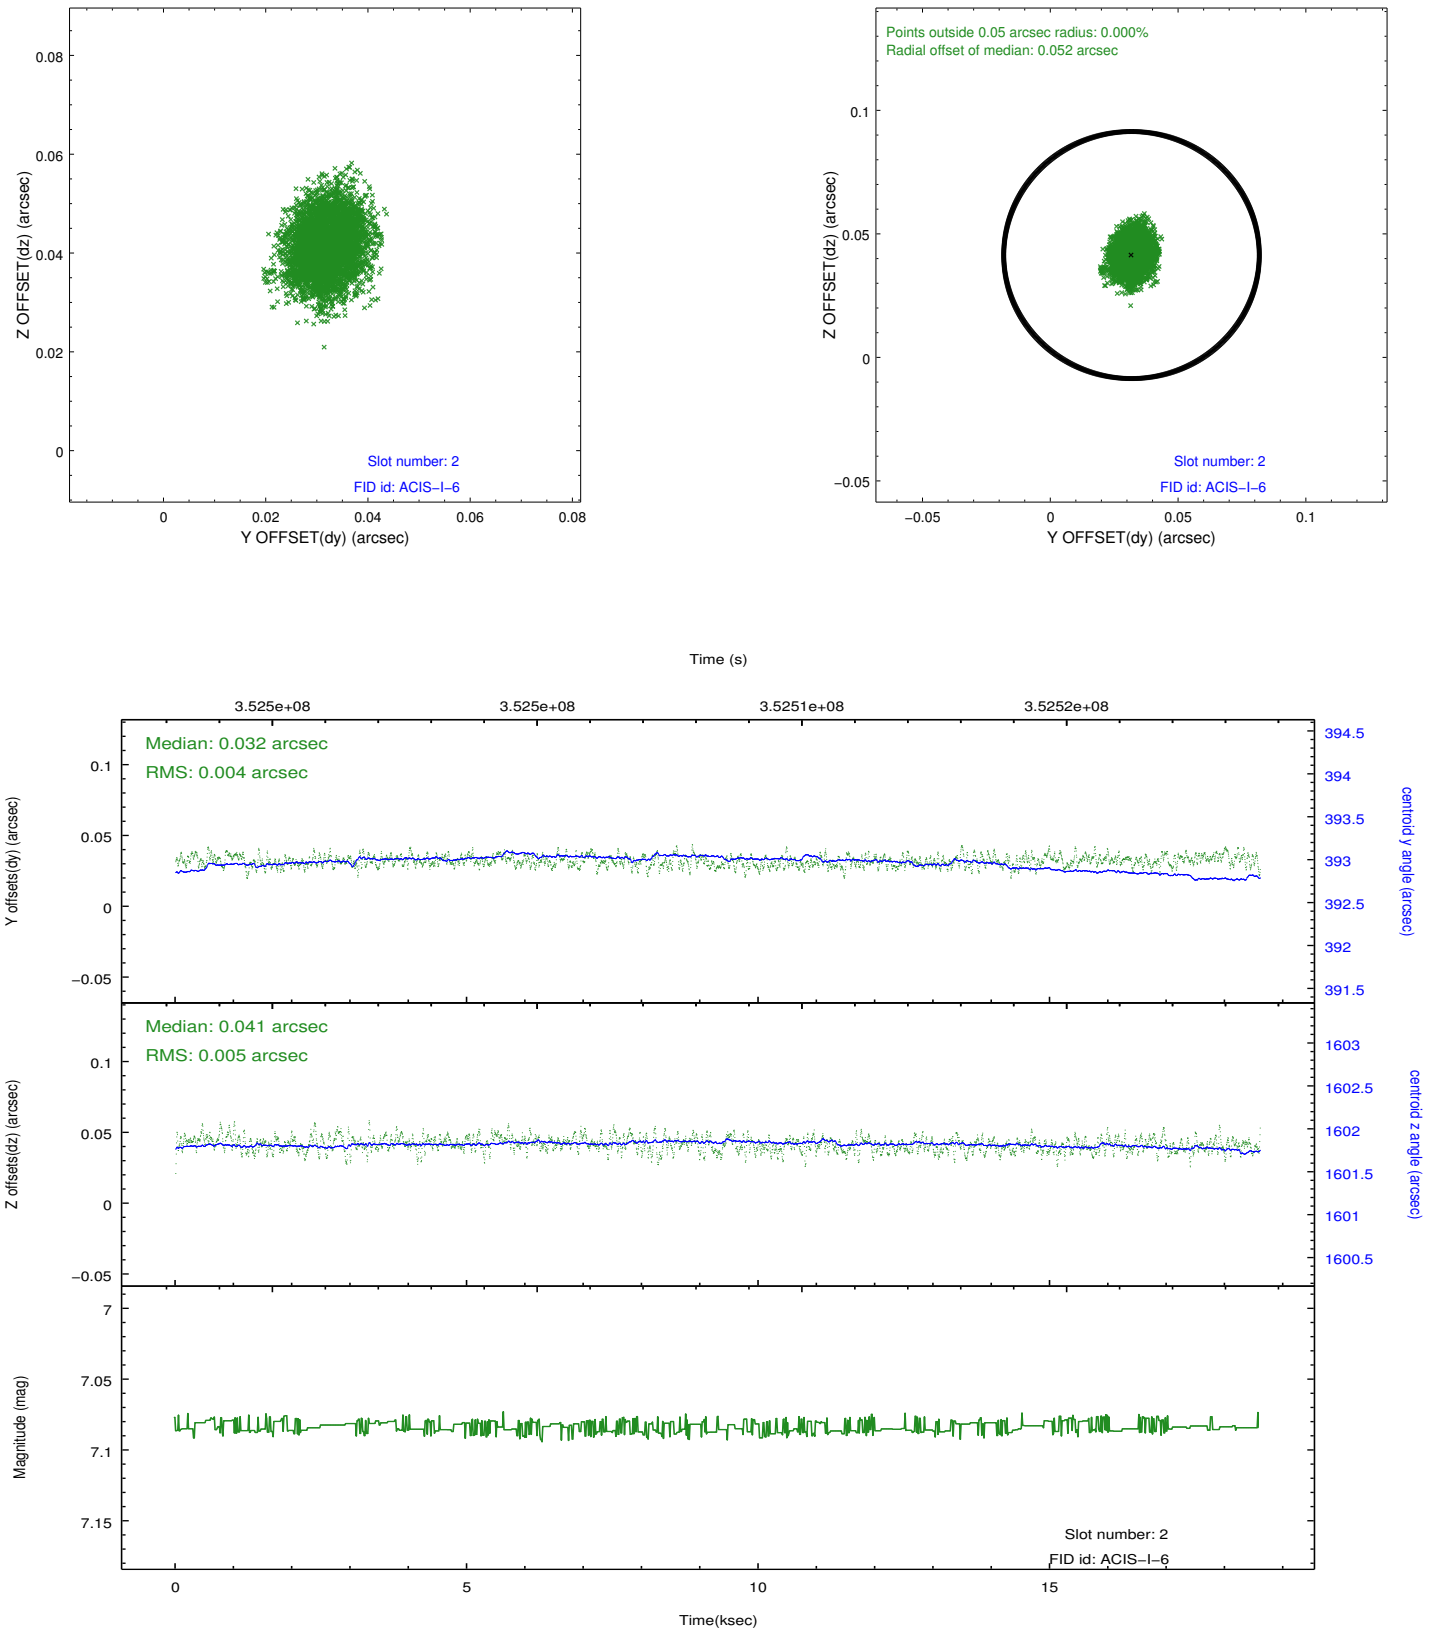 0.08
0.06
0.04
0.02
0
Z OFFSET(dz) (arcsec)
Slot number: 2
FID id: ACIS−I−6
0 0.02 0.04 0.06 0.08
Y OFFSET(dy) (arcsec)
Points outside 0.05 arcsec radius: 0.000%
Radial offset of median: 0.052 arcsec
0.1
0.05
0
−0.05
Z OFFSET(dz) (arcsec)
Slot number: 2
FID id: ACIS−I−6
−0.05 0 0.05 0.1
Y OFFSET(dy) (arcsec)
Time (s)
3.525e+08 3.525e+08 3.5251e+08 3.5252e+08
Median: 0.032 arcsec
RMS: 0.004 arcsec
0.1
0.05
0
−0.05
Y offsets(dy) (arcsec)
394.5
394
393.5
393
392.5
392
391.5
centroid y angle (arcsec)
Median: 0.041 arcsec
RMS: 0.005 arcsec
0.1
0.05
0
−0.05
Z offsets(dz) (arcsec)
1603
1602.5
1602
1601.5
1601
1600.5
centroid z angle (arcsec)
7
7.05
7.1
7.15
Magnitude (mag)
Slot number: 2
FID id: ACIS−I−6
0 5 10 15
Time(ksec)